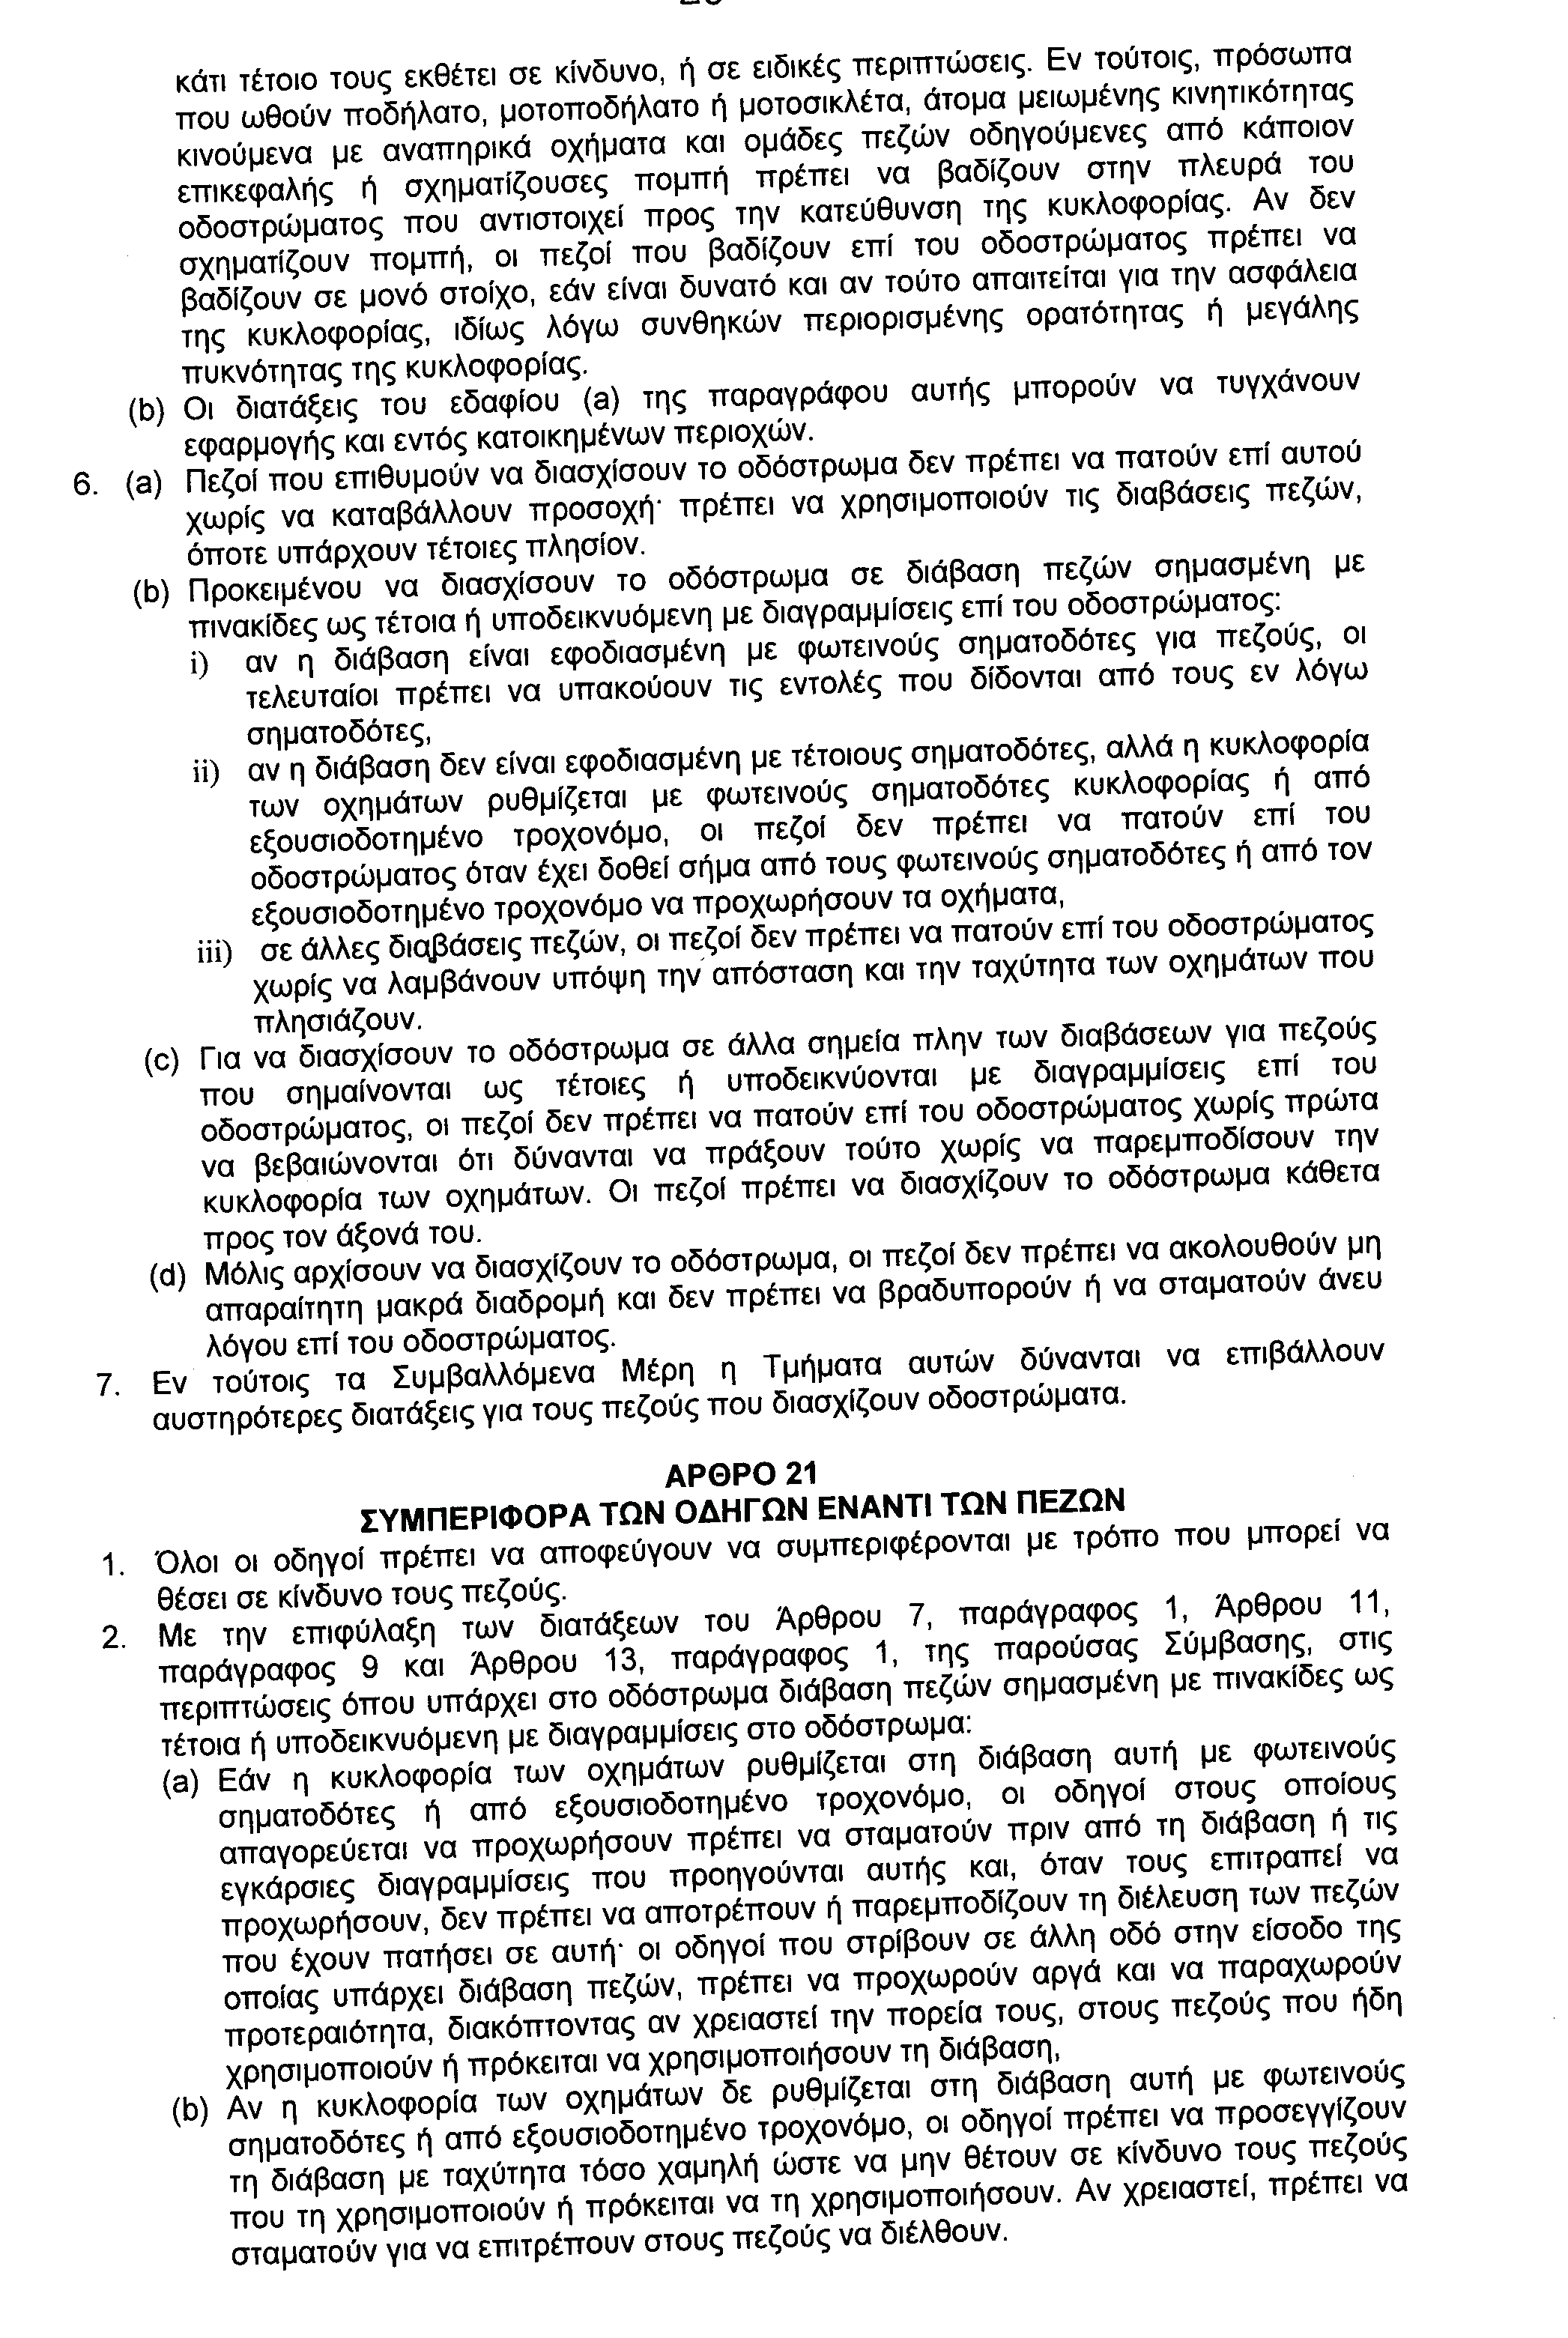 κάτι τέτοιο τους εκθέτει σε κίνδυνο, ή σε ειδικές περιπτώσεις. Εν τούτοις, πρόσωπα
που ωθούν ποδήλατο, μοτοποδήλατο ή μοτοσικλέτα, άτομα μειωμένης κινητικότητας
κινούμενα με αναπηρικά οχήματα και ομάδες πεζών οδηγούμενες από κάποιον
επικεφαλής ή σχηματίζουσες πομπή πρέπει να βαδίζουν στην πλευρά του
οδοστρώματος που αντιστοιχεί προς την κατεύθυνση της κυκλοφορίας. Αν δεν
σχηματίζουν πομπή, οι πεζοί που βαδίζουν επί του οδοστρώματος πρέπει να
βαδίζουν σε μονό στοίχο, εάν είναι δυνατό και αν τούτο απαιτείται για την ασφάλεια
της κυκλοφορίας, ιδίως λόγω συνθηκών περιορισμένης ορατότητας ή μεγάλης
πυκνότητας της κυκλοφορίας.
(b) Οι διατάξεις του εδαφίου (a) της παραγράφου αυτής μπορούν να τυγχάνουν
εφαρμογής και εντός κατοικημένων περιοχών.
6. (a) Πεζοί που επιθυμούν να διασχίσουν το οδόστρωμα δεν πρέπει να πατούν επί αυτού
χωρίς να καταβάλλουν προσοχή· πρέπει να χρησιμοποιούν τις διαβάσεις πεζών,
όποτε υπάρχουν τέτοιες πλησίον.
(b) Προκειμένου να διασχίσουν το οδόστρωμα σε διάβαση πεζών σημασμένη με
πινακίδες ως τέτοια ή υποδεικνυόμενη με διαγραμμίσεις επί του οδοστρώματος:
i) αν η διάβαση είναι εφοδιασμένη με φωτεινούς σηματοδότες για πεζούς, οι
τελευταίοι πρέπει να υπακούουν τις εντολές που δίδονται από τους εν λόγω
σηματοδότες,
ii) αν η διάβαση δεν είναι εφοδιασμένη με τέτοιους σηματοδότες, αλλά η κυκλοφορία
των οχημάτων ρυθμίζεται με φωτεινούς σηματοδότες κυκλοφορίας ή από
εξουσιοδοτημένο τροχονόμο, οι πεζοί δεν πρέπει να πατούν επί του
οδοστρώματος όταν έχει δοθεί σήμα από τους φωτεινούς σηματοδότες ή από τον
εξουσιοδοτημένο τροχονόμο να προχωρήσουν τα οχήματα,
iii) σε άλλες διαβάσεις πεζών, οι πεζοί δεν πρέπει να πατούν επί του οδοστρώματος
χωρίς να λαμβάνουν υπόψη την απόσταση και την ταχύτητα των οχημάτων που
πλησιάζουν.
(c) Για να διασχίσουν το οδόστρωμα σε άλλα σημεία πλην των διαβάσεων για πεζούς
που σημαίνονται ως τέτοιες ή υποδεικνύονται με διαγραμμίσεις επί του
οδοστρώματος, οι πεζοί δεν πρέπει να πατούν επί του οδοστρώματος χωρίς πρώτα
να βεβαιώνονται ότι δύνανται να πράξουν τούτο χωρίς να παρεμποδίσουν την
κυκλοφορία των οχημάτων. Οι πεζοί πρέπει να διασχίζουν το οδόστρωμα κάθετα
προς τον άξονά του.
(d) Μόλις αρχίσουν να διασχίζουν το οδόστρωμα, οι πεζοί δεν πρέπει να ακολουθούν μη
απαραίτητη μακρά διαδρομή και δεν πρέπει να βραδυπορούν ή να σταματούν άνευ
λόγου επί του οδοστρώματος.
7. Εν τούτοις τα Συμβαλλόμενα Μέρη η Τμήματα αυτών δύνανται να επιβάλλουν
αυστηρότερες διατάξεις για τους πεζούς που διασχίζουν οδοστρώματα.
ΑΡΘΡΟ 21
ΣΥΜΠΕΡΙΦΟΡΑ ΤΩΝ ΟΔΗΓΩΝ ΕΝΑΝΤΙ ΤΩΝ ΠΕΖΩΝ
1. Όλοι οι οδηγοί πρέπει να αποφεύγουν να συμπεριφέρονται με τρόπο που μπορεί να
θέσει σε κίνδυνο τους πεζούς.
2. Με την επιφύλαξη των διατάξεων του Άρθρου 7, παράγραφος 1, Άρθρου 11,
παράγραφος 9 και Άρθρου 13, παράγραφος 1, της παρούσας Σύμβασης, στις
περιπτώσεις όπου υπάρχει στο οδόστρωμα διάβαση πεζών σημασμένη με πινακίδες ως
τέτοια ή υποδεικνυόμενη με διαγραμμίσεις στο οδόστρωμα:
(a) Εάν η κυκλοφορία των οχημάτων ρυθμίζεται στη διάβαση αυτή με φωτεινούς
σηματοδότες ή από εξουσιοδοτημένο τροχονόμο, οι οδηγοί στους οποίους
απαγορεύεται να προχωρήσουν πρέπει να σταματούν πριν από τη διάβαση ή τις
εγκάρσιες διαγραμμίσεις που προηγούνται αυτής και, όταν τους επιτραπεί να
προχωρήσουν, δεν πρέπει να αποτρέπουν ή παρεμποδίζουν τη διέλευση των πεζών
που έχουν πατήσει σε αυτή· οι οδηγοί που στρίβουν σε άλλη οδό στην είσοδο της
οποίας υπάρχει διάβαση πεζών, πρέπει να προχωρούν αργά και να παραχωρούν
προτεραιότητα, διακόπτοντας αν χρειαστεί την πορεία τους, στους πεζούς που ήδη
χρησιμοποιούν ή πρόκειται να χρησιμοποιήσουν τη διάβαση,
(b) Αν η κυκλοφορία των οχημάτων δε ρυθμίζεται στη διάβαση αυτή με φωτεινούς
σηματοδότες ή από εξουσιοδοτημένο τροχονόμο, οι οδηγοί πρέπει να προσεγγίζουν
τη διάβαση με ταχύτητα τόσο χαμηλή ώστε να μην θέτουν σε κίνδυνο τους πεζούς
που τη χρησιμοποιούν ή πρόκειται να τη χρησιμοποιήσουν. Αν χρειαστεί, πρέπει να
σταματούν για να επιτρέπουν στους πεζούς να διέλθουν.